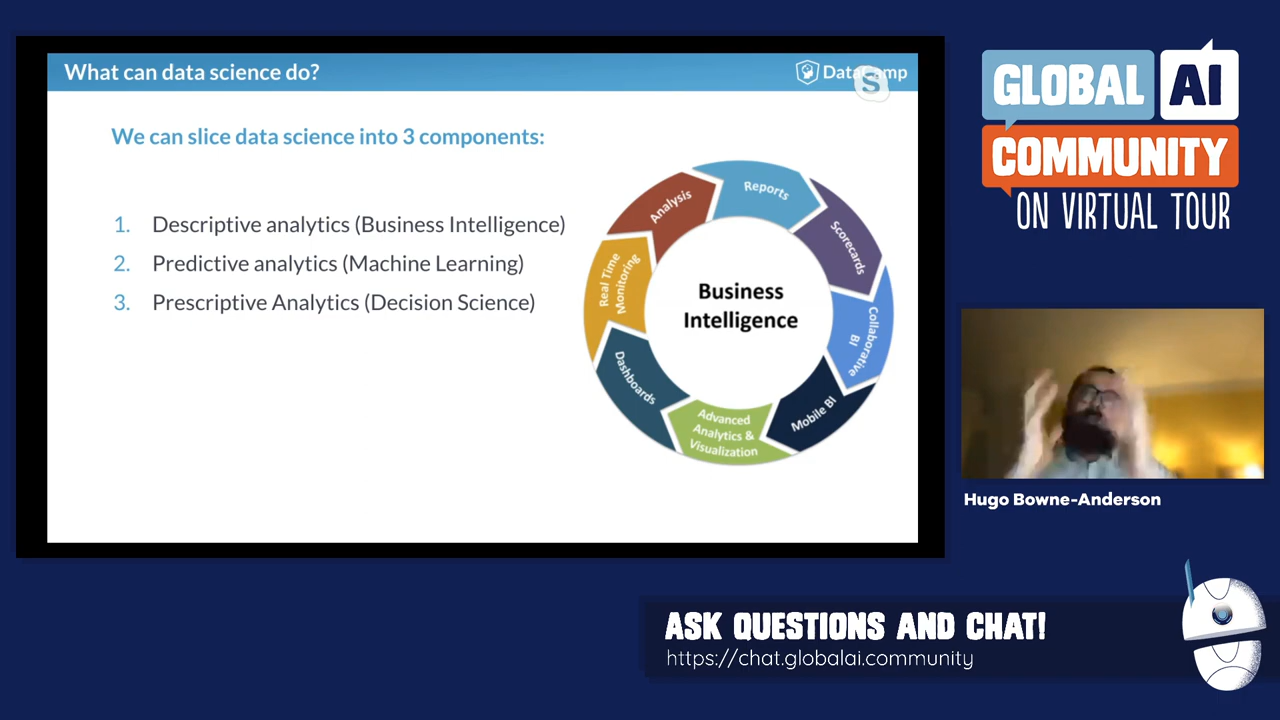 What can data science do?
DataCamp
We can slice data science into 3 components:
1. Descriptive analytics (Business Intelligence)
2. Predictive analytics (Machine Learning)
3. Prescriptive Analytics (Decision Science)
Reports
Scorecards
Collaborative
BI
Mobile BI
Advanced
Analytics &
Visualization
Dashboards
Real Time
Monitoring
Analysis
Business
Intelligence
GLOBAL AI
COMMUNITY
ON VIRTUAL TOUR
Hugo Bowne-Anderson
ASK QUESTIONS AND CHAT!
https://chat.globalai.community